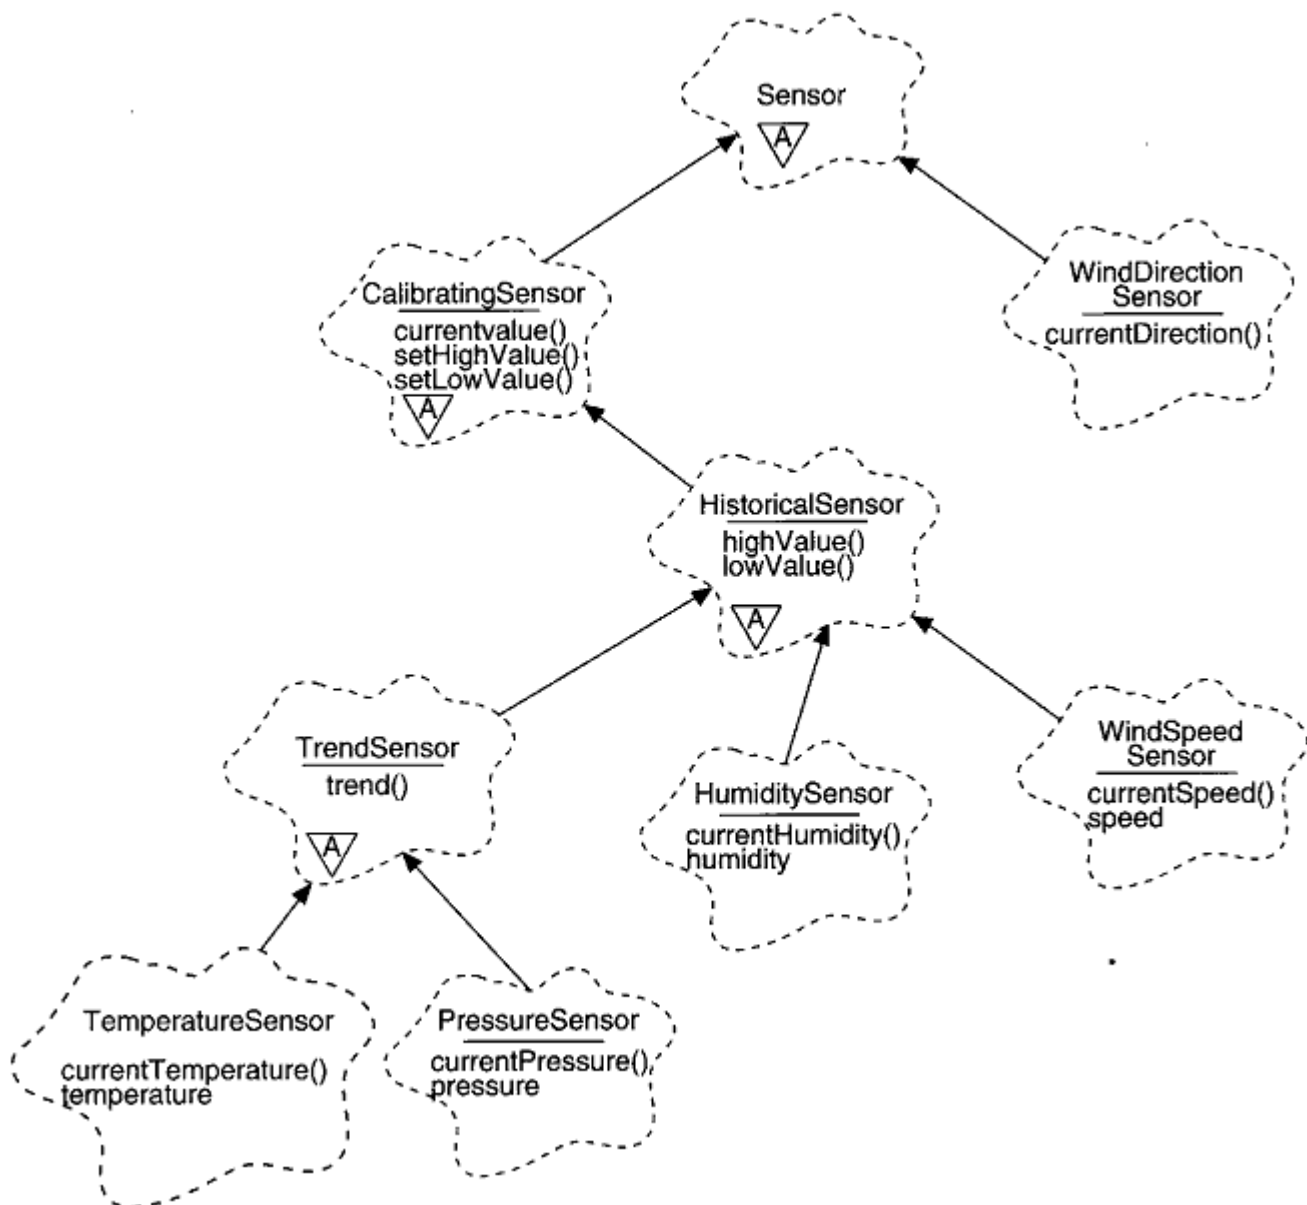 Sensor
A
CalibratingSensor
currentvalue()
setHighValue()
setLowValue()
A
WindDirection
Sensor
currentDirection()
HistoricalSensor
highValue()
lowValue()
A
TrendSensor
trend()
A
HumiditySensor
currentHumidity()
humidity
WindSpeed
Sensor
currentSpeed()
speed
TemperatureSensor
currentTemperature()
temperature
PressureSensor
currentPressure()
pressure